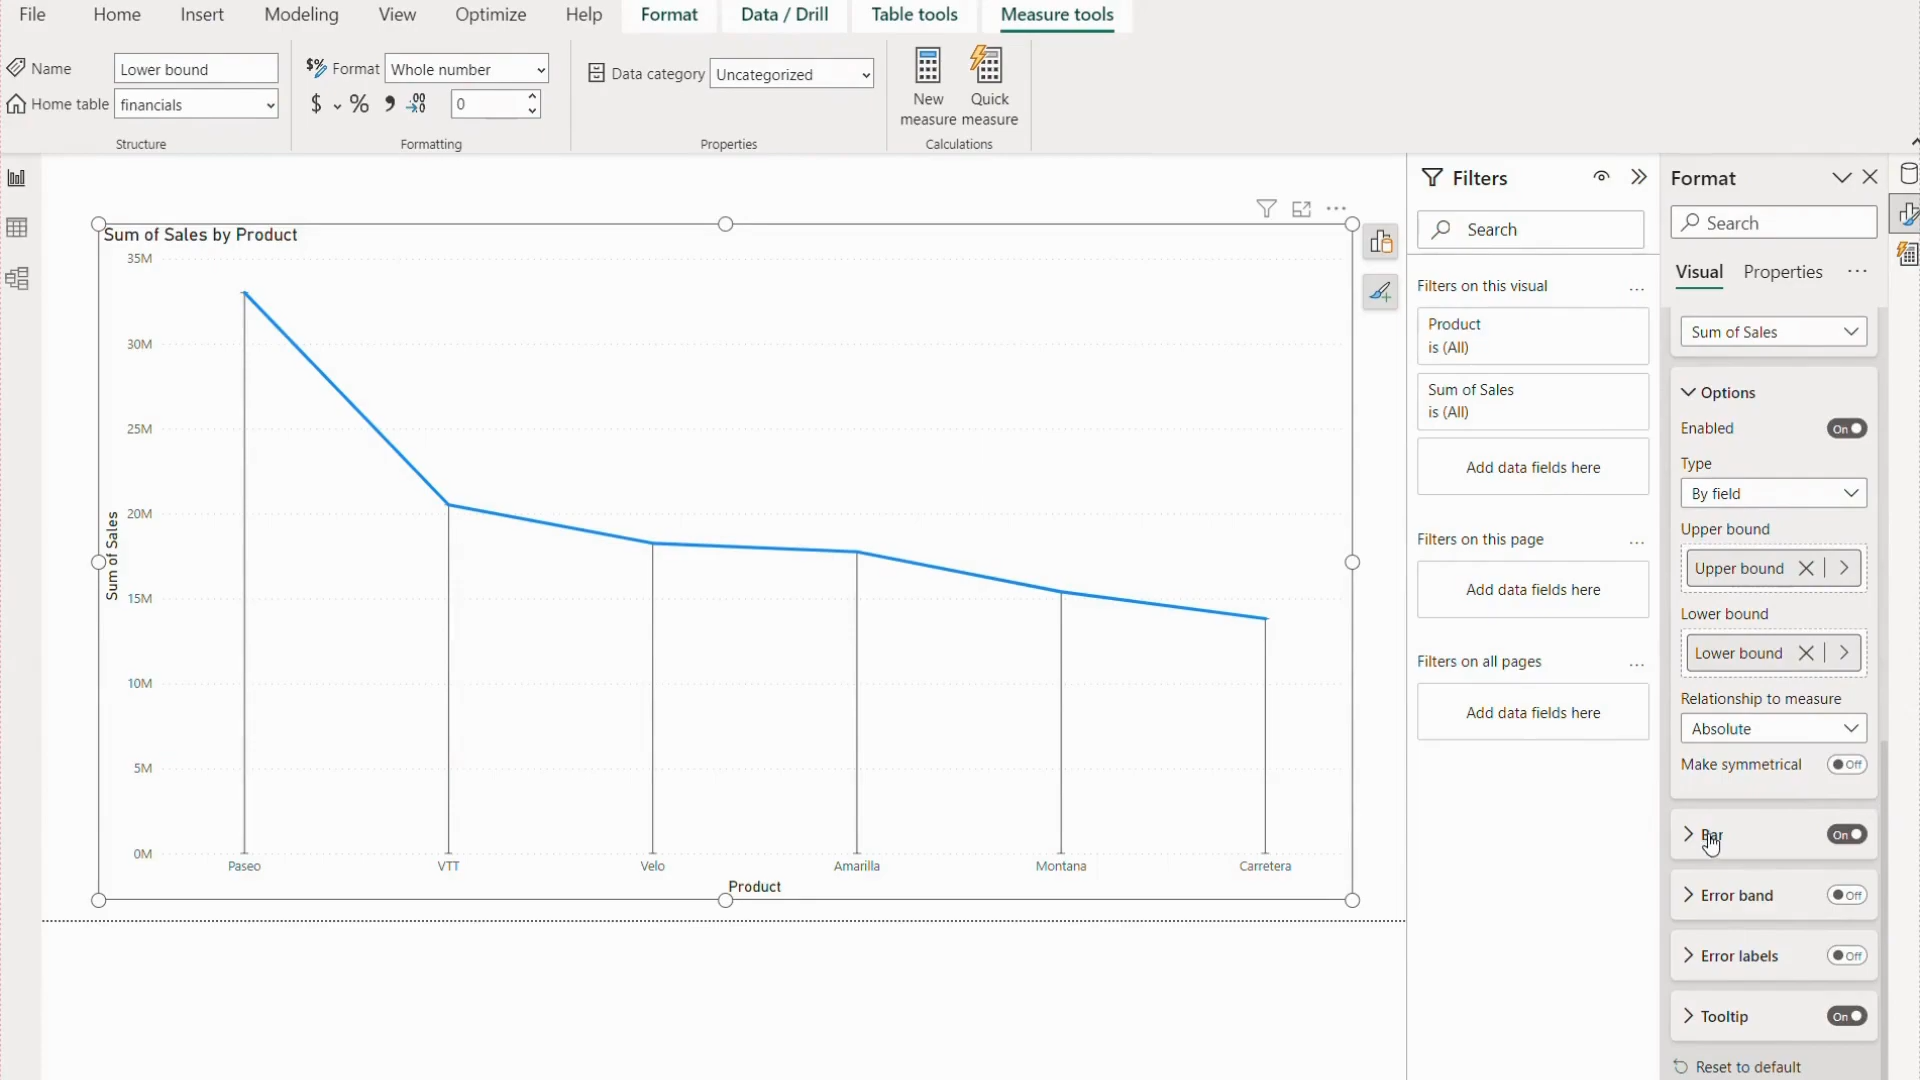 File Home Insert Modeling View Optimize Help Format Data / Drill Table tools Measure tools
Name Lower bound
Home table financials
Structure
$% Format Whole number
$ % , .00 0
Formatting
Data category Uncategorized
Properties
New measure
Quick measure
Calculations
Sum of Sales by Product
Sum of Sales
35M
30M
25M
20M
15M
10M
5M
0M
Paseo VTT Velo Amarilla Montana Carretera
Product
Filters
Search
Filters on this visual ...
Product
is (All)
Sum of Sales
is (All)
Add data fields here
Filters on this page ...
Add data fields here
Filters on all pages ...
Add data fields here
Format
Search
Visual Properties ...
Sum of Sales
Options
Enabled On
Type
By field
Upper bound
Upper bound
Lower bound
Lower bound
Relationship to measure
Absolute
Make symmetrical Off
Bar On
Error band Off
Error labels Off
Tooltip On
Reset to default